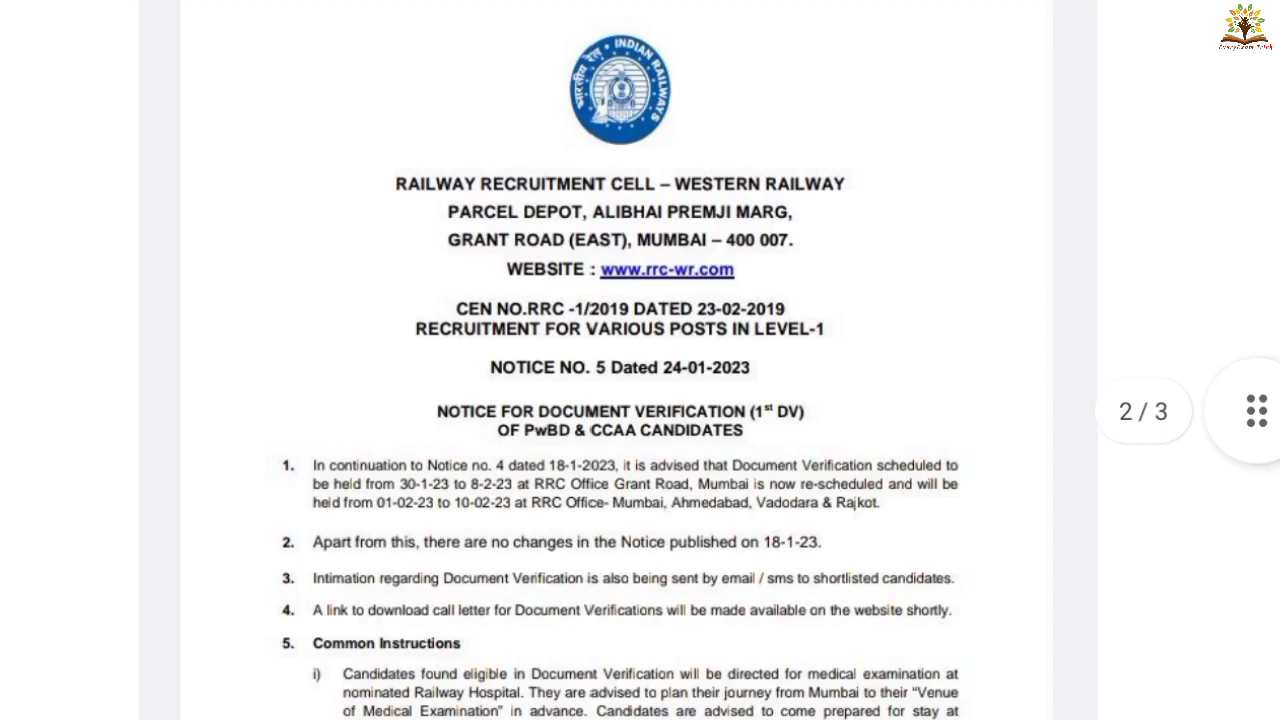 भारतीय रेल • INDIAN RAILWAYS
RAILWAY RECRUITMENT CELL – WESTERN RAILWAY
PARCEL DEPOT, ALIBHAI PREMJI MARG,
GRANT ROAD (EAST), MUMBAI – 400 007.
WEBSITE : www.rrc-wr.com
CEN NO.RRC -1/2019 DATED 23-02-2019
RECRUITMENT FOR VARIOUS POSTS IN LEVEL-1
NOTICE NO. 5 Dated 24-01-2023
NOTICE FOR DOCUMENT VERIFICATION (1st DV)
OF PwBD & CCAA CANDIDATES
1. In continuation to Notice no. 4 dated 18-1-2023, it is advised that Document Verification scheduled to
be held from 30-1-23 to 8-2-23 at RRC Office Grant Road, Mumbai is now re-scheduled and will be
held from 01-02-23 to 10-02-23 at RRC Office- Mumbai, Ahmedabad, Vadodara & Rajkot.
2. Apart from this, there are no changes in the Notice published on 18-1-23.
3. Intimation regarding Document Verification is also being sent by email / sms to shortlisted candidates.
4. A link to download call letter for Document Verifications will be made available on the website shortly.
5. Common Instructions
i) Candidates found eligible in Document Verification will be directed for medical examination at
nominated Railway Hospital. They are advised to plan their journey from Mumbai to their “Venue
of Medical Examination” in advance. Candidates are advised to come prepared for stay at
2 / 3